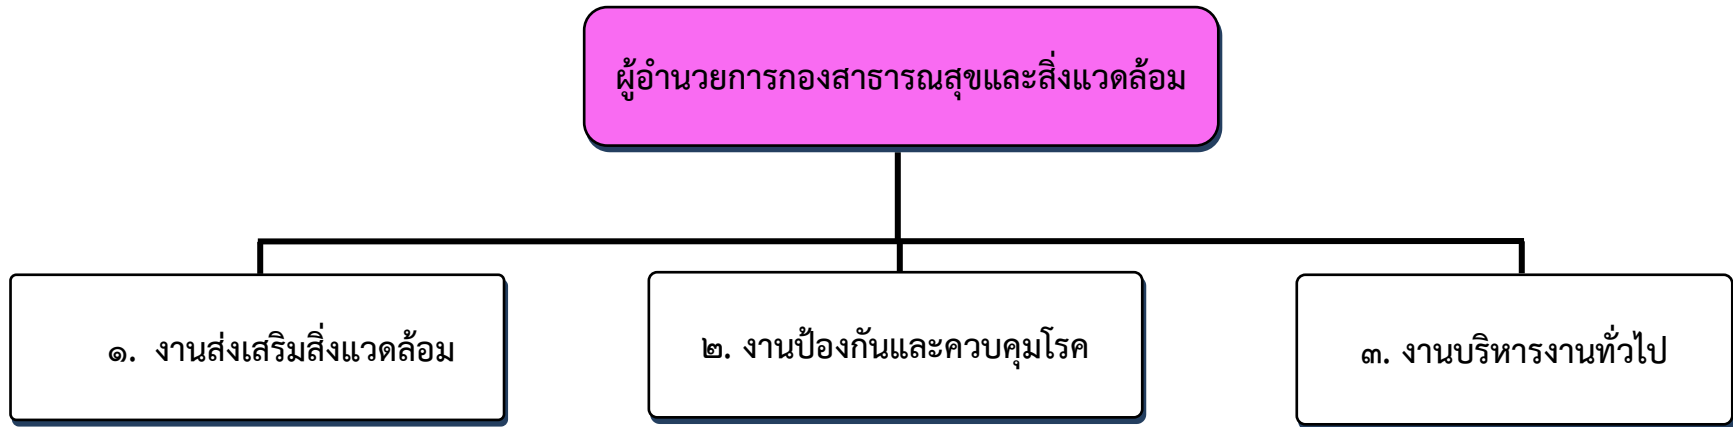 ผู้อำนวยการกองสาธารณสุขและสิ่งแวดล้อม
๑. งานส่งเสริมสิ่งแวดล้อม
๒. งานป้องกันและควบคุมโรค
๓. งานบริหารงานทั่วไป